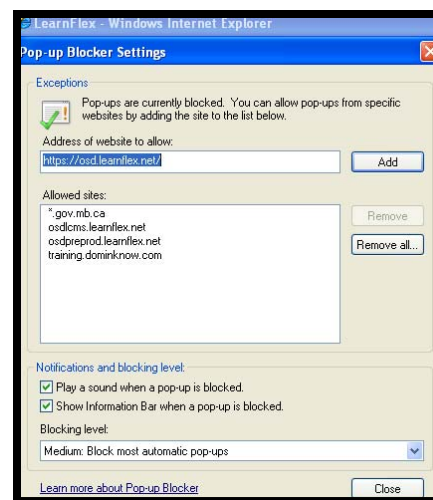 LearnFlex - Windows Internet Explorer
Pop-up Blocker Settings
Exceptions
Pop-ups are currently blocked. You can allow pop-ups from specific
websites by adding the site to the list below.
Address of website to allow:
https://osd.learnflex.net/
Add
Allowed sites:
*.gov.mb.ca
osdlcms.learnflex.net
osdpreprod.learnflex.net
training.dominknow.com
Remove
Remove all...
Notifications and blocking level:
Play a sound when a pop-up is blocked.
Show Information Bar when a pop-up is blocked.
Blocking level:
Medium: Block most automatic pop-ups
Learn more about Pop-up Blocker
Close